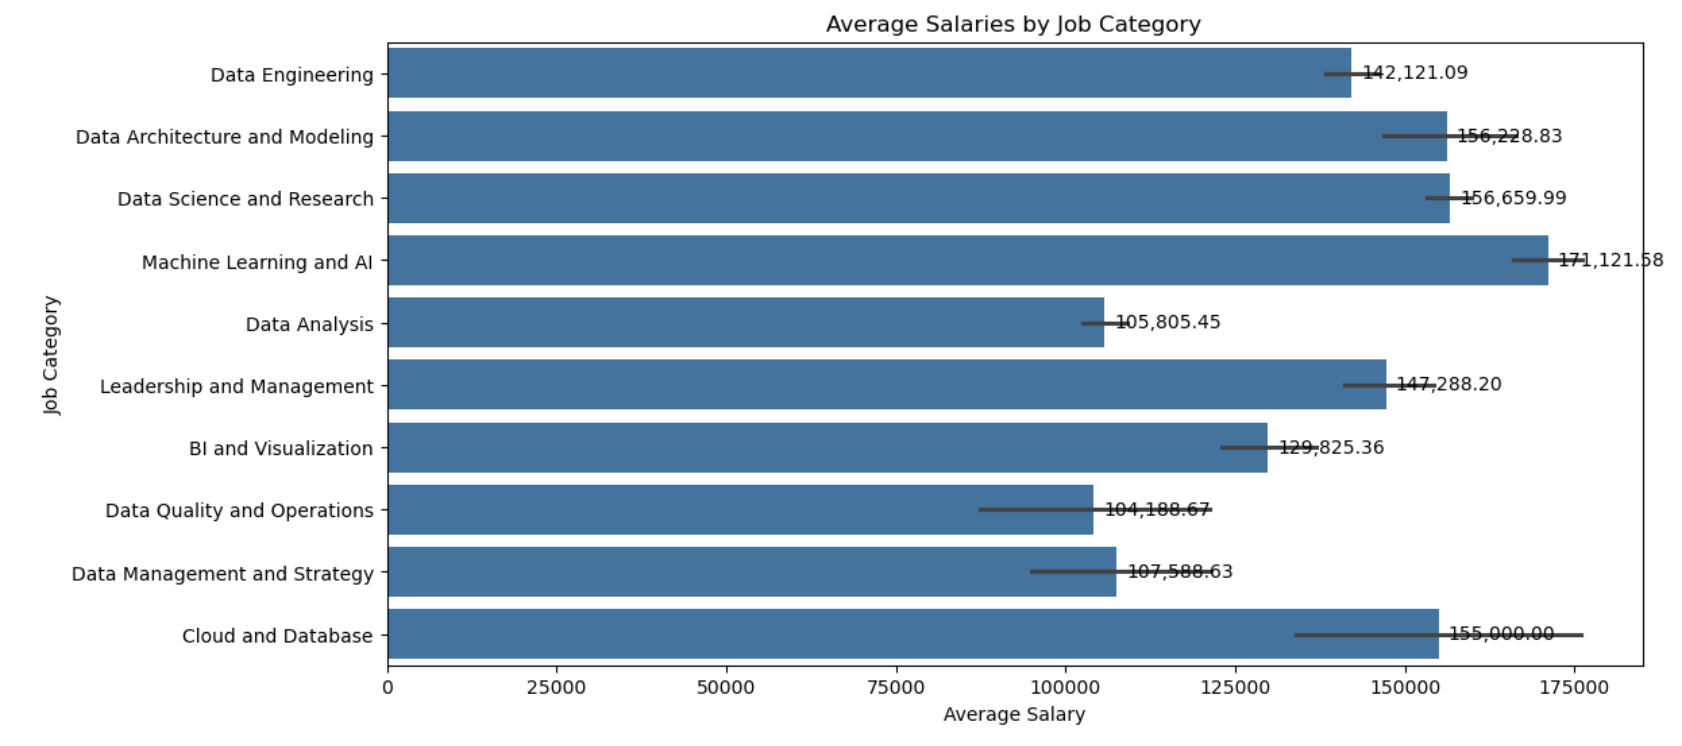 Average Salaries by Job Category
Data Engineering 142,121.09
Data Architecture and Modeling 156,228.83
Data Science and Research 156,659.99
Machine Learning and AI 171,121.58
Data Analysis 105,805.45
Leadership and Management 147,288.20
BI and Visualization 129,825.36
Data Quality and Operations 104,188.67
Data Management and Strategy 107,588.63
Cloud and Database 155,000.00
Job Category
0 25000 50000 75000 100000 125000 150000 175000
Average Salary